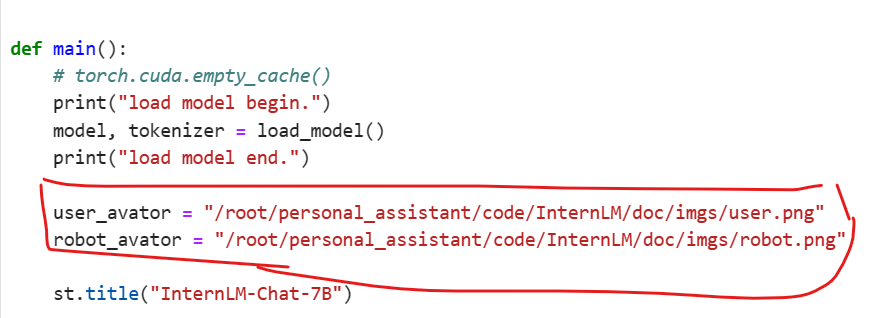 def main():
    # torch.cuda.empty_cache()
    print("load model begin.")
    model, tokenizer = load_model()
    print("load model end.")
    user_avator = "/root/personal_assistant/code/InternLM/doc/imgs/user.png"
    robot_avator = "/root/personal_assistant/code/InternLM/doc/imgs/robot.png"
    st.title("InternLM-Chat-7B")